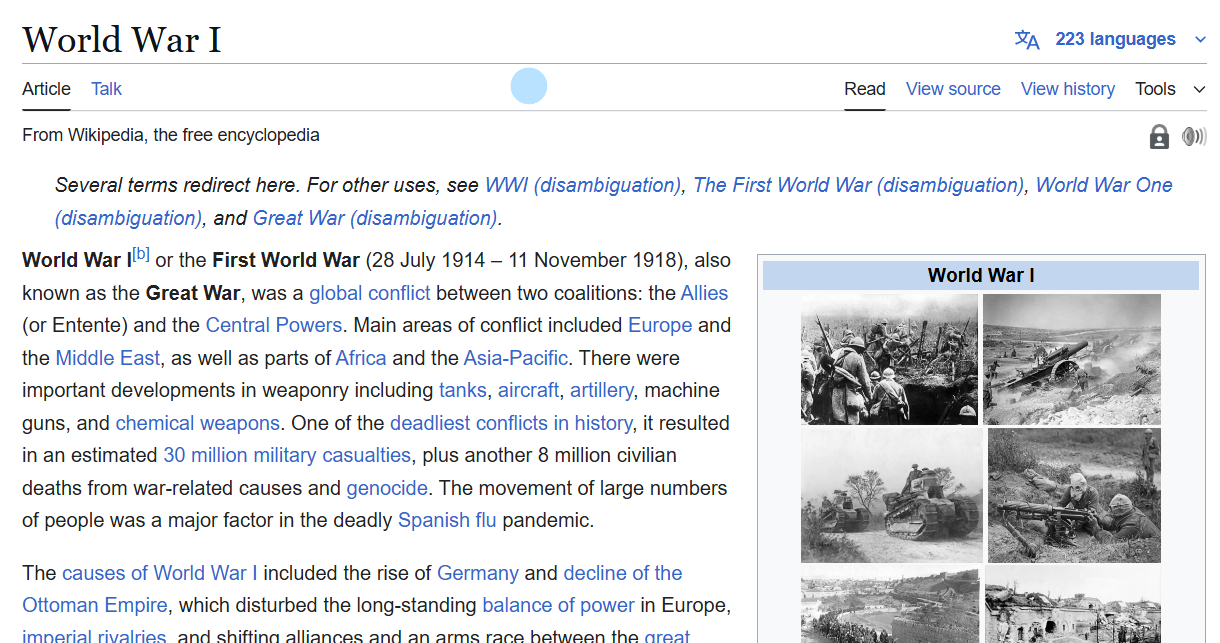 World War I
223 languages
Article Talk
Read View source View history Tools
From Wikipedia, the free encyclopedia
Several terms redirect here. For other uses, see WWI (disambiguation), The First World War (disambiguation), World War One
(disambiguation), and Great War (disambiguation).
World War I[b] or the First World War (28 July 1914 – 11 November 1918), also
known as the Great War, was a global conflict between two coalitions: the Allies
(or Entente) and the Central Powers. Main areas of conflict included Europe and
the Middle East, as well as parts of Africa and the Asia-Pacific. There were
important developments in weaponry including tanks, aircraft, artillery, machine
guns, and chemical weapons. One of the deadliest conflicts in history, it resulted
in an estimated 30 million military casualties, plus another 8 million civilian
deaths from war-related causes and genocide. The movement of large numbers
of people was a major factor in the deadly Spanish flu pandemic.
The causes of World War I included the rise of Germany and decline of the
Ottoman Empire, which disturbed the long-standing balance of power in Europe,
imperial rivalries, and shifting alliances and an arms race between the great
World War I